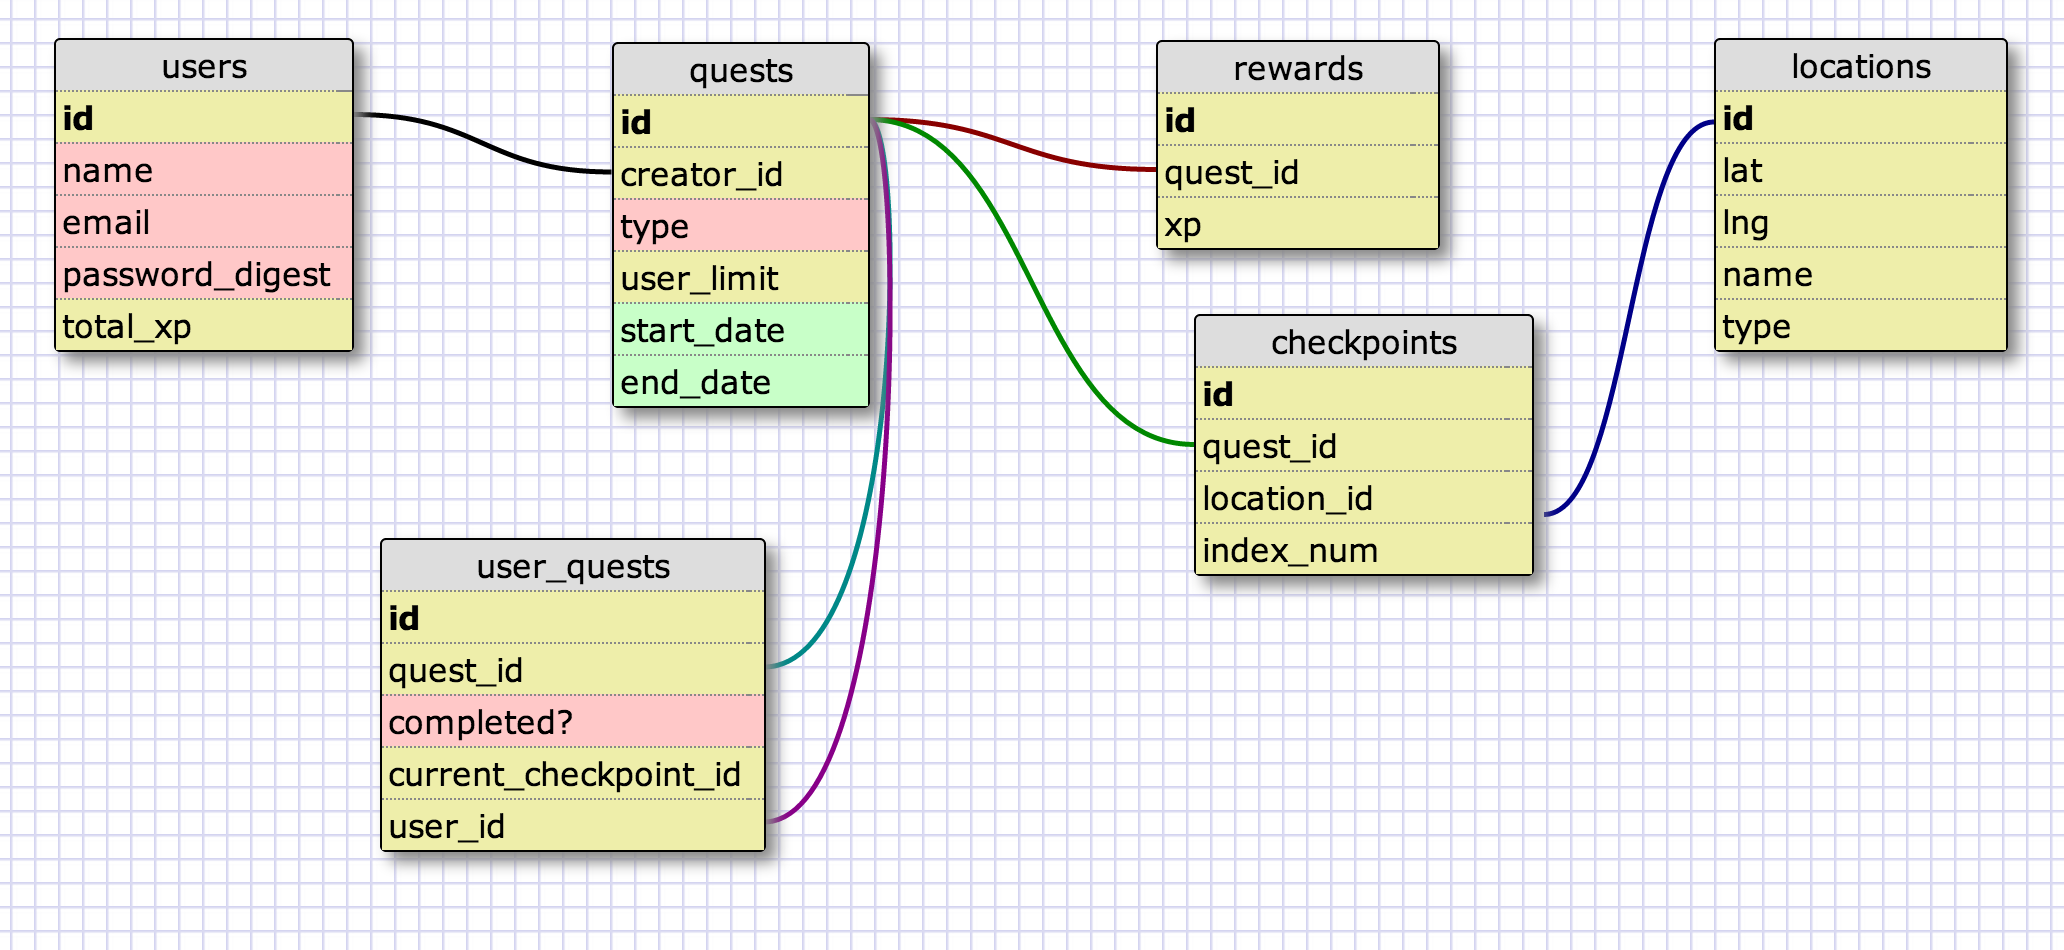 users
id
name
email
password_digest
total_xp
quests
id
creator_id
type
user_limit
start_date
end_date
rewards
id
quest_id
xp
locations
id
lat
lng
name
type
checkpoints
id
quest_id
location_id
index_num
user_quests
id
quest_id
completed?
current_checkpoint_id
user_id